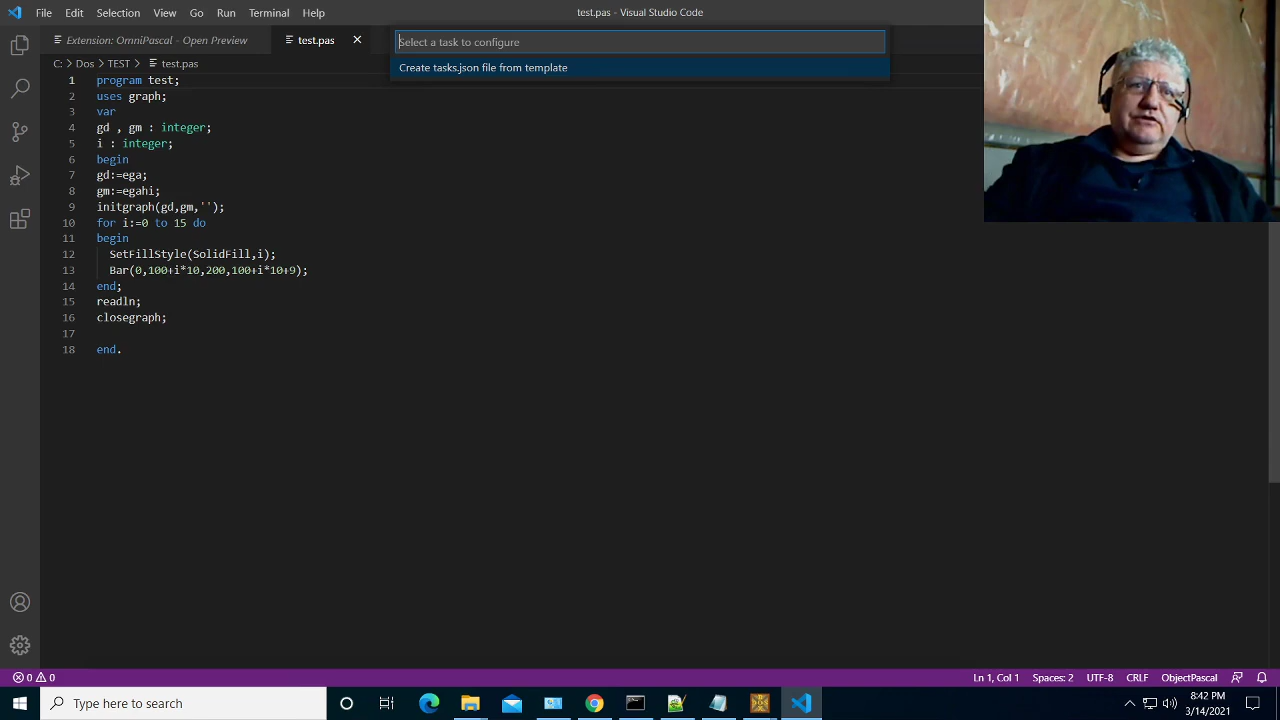 File Edit Selection View Go Run Terminal Help
test.pas - Visual Studio Code
Extension: OmniPascal - Open Preview
test.pas
Select a task to configure
Create tasks.json file from template
C: > Dos > TEST > test.pas
1 program test;
2 uses graph;
3 var
4 gd , gm : integer;
5 i : integer;
6 begin
7 gd:=ega;
8 gm:=egahi;
9 initgraph(gd,gm,'');
10 for i:=0 to 15 do
11 begin
12 SetFillStyle(SolidFill,i);
13 Bar(0,100+i*10,200,100+i*10+9);
14 end;
15 readln;
16 closegraph;
17
18 end.
0 0
Ln 1, Col 1 Spaces: 2 UTF-8 CRLF ObjectPascal
Type here to search
8:42 PM
3/14/2021